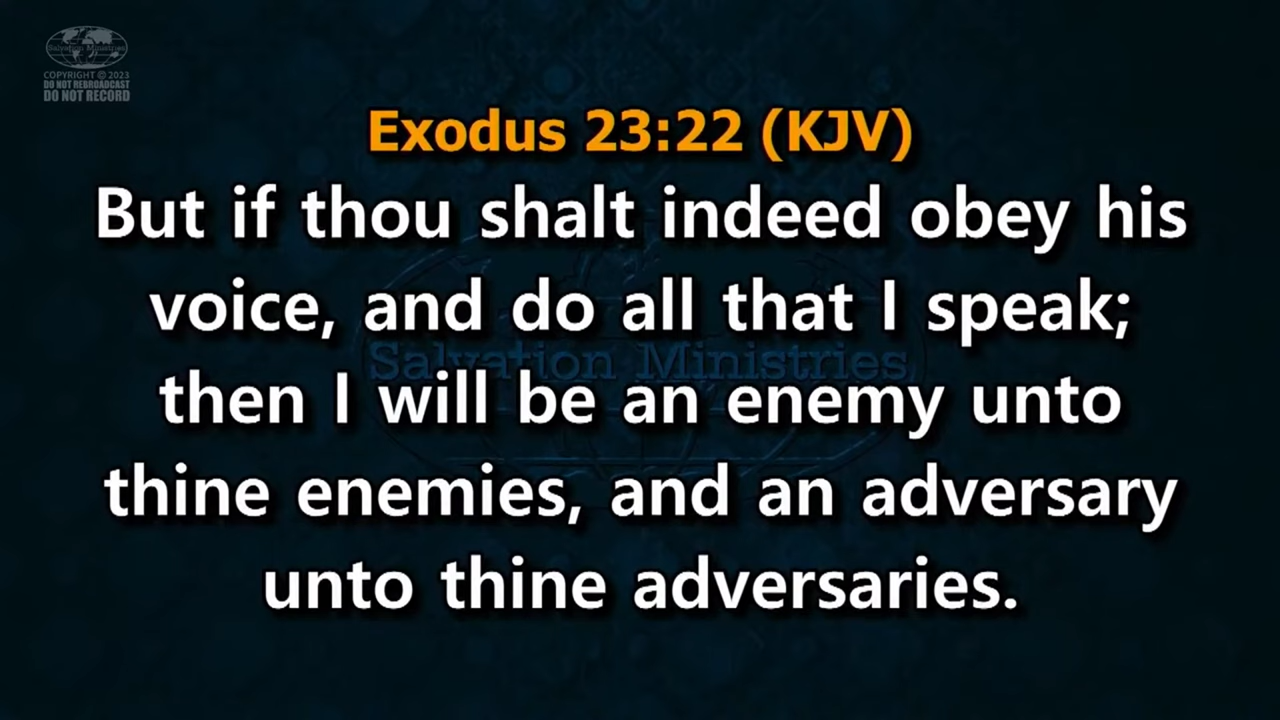 Salvation Ministries
COPYRIGHT © 2023
DO NOT REBROADCAST
DO NOT RECORD
Exodus 23:22 (KJV)
But if thou shalt indeed obey his
voice, and do all that I speak;
Salvation Ministries
then I will be an enemy unto
thine enemies, and an adversary
unto thine adversaries.